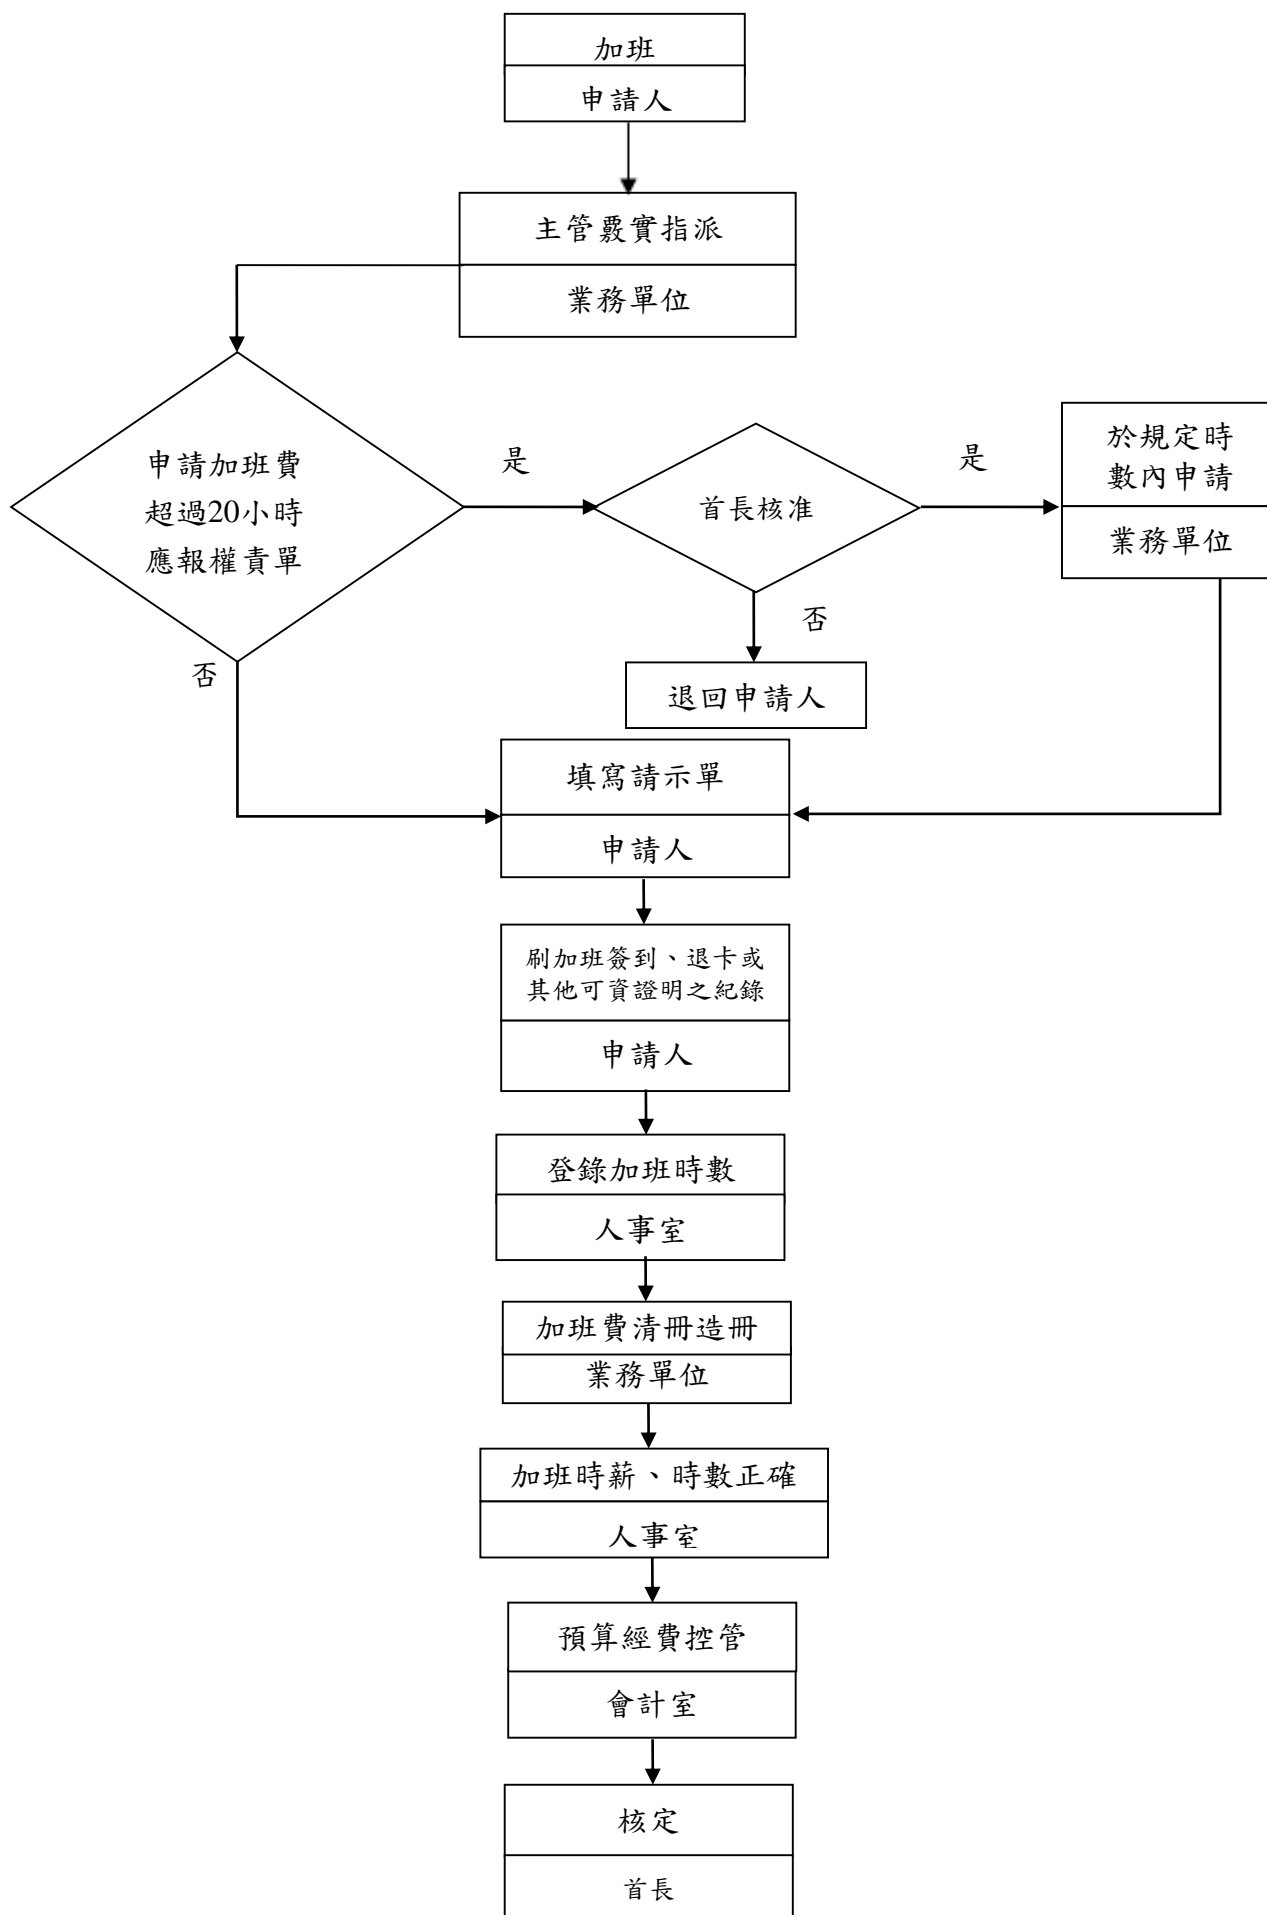 加班
申請人
主管覈實指派
業務單位
申請加班費
超過20小時
應報權責單
是
首長核准
是
於規定時
數內申請
業務單位
否
退回申請人
否
填寫請示單
申請人
刷加班簽到、退卡或
其他可資證明之紀錄
申請人
登錄加班時數
人事室
加班費清冊造冊
業務單位
加班時薪、時數正確
人事室
預算經費控管
會計室
核定
首長